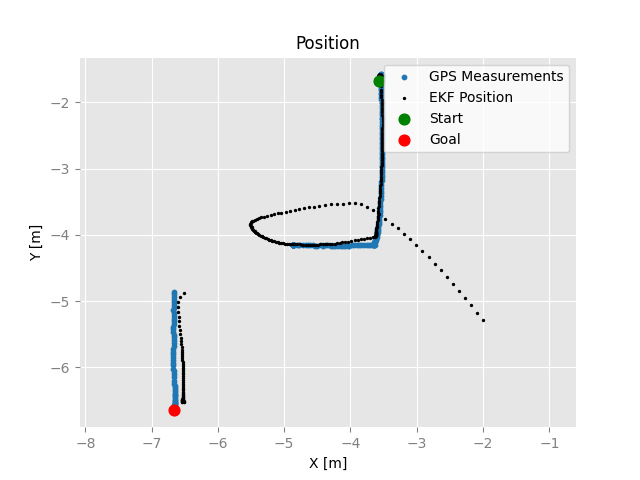 Position
GPS Measurements
EKF Position
Start
Goal
−2
−3
−4
−5
−6
Y [m]
−8 −7 −6 −5 −4 −3 −2 −1
X [m]